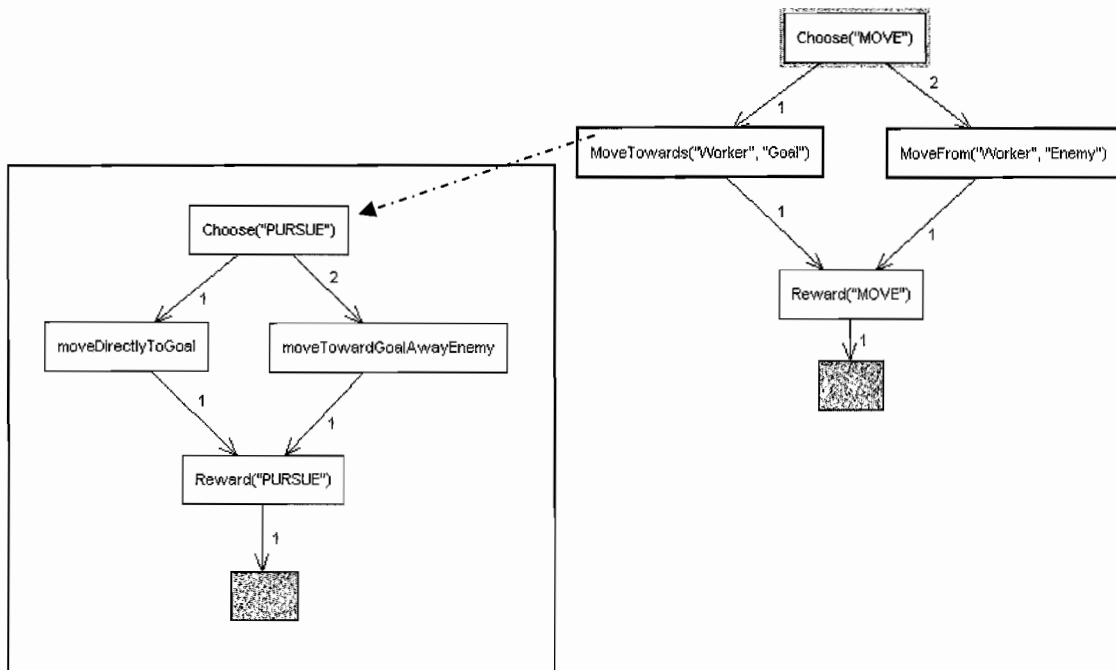 Choose("MOVE")
1
2
MoveTowards("Worker", "Goal")
MoveFrom("Worker", "Enemy")
1
1
Reward("MOVE")
1
Choose("PURSUE")
1
2
moveDirectlyToGoal
moveTowardGoalAwayEnemy
1
1
Reward("PURSUE")
1